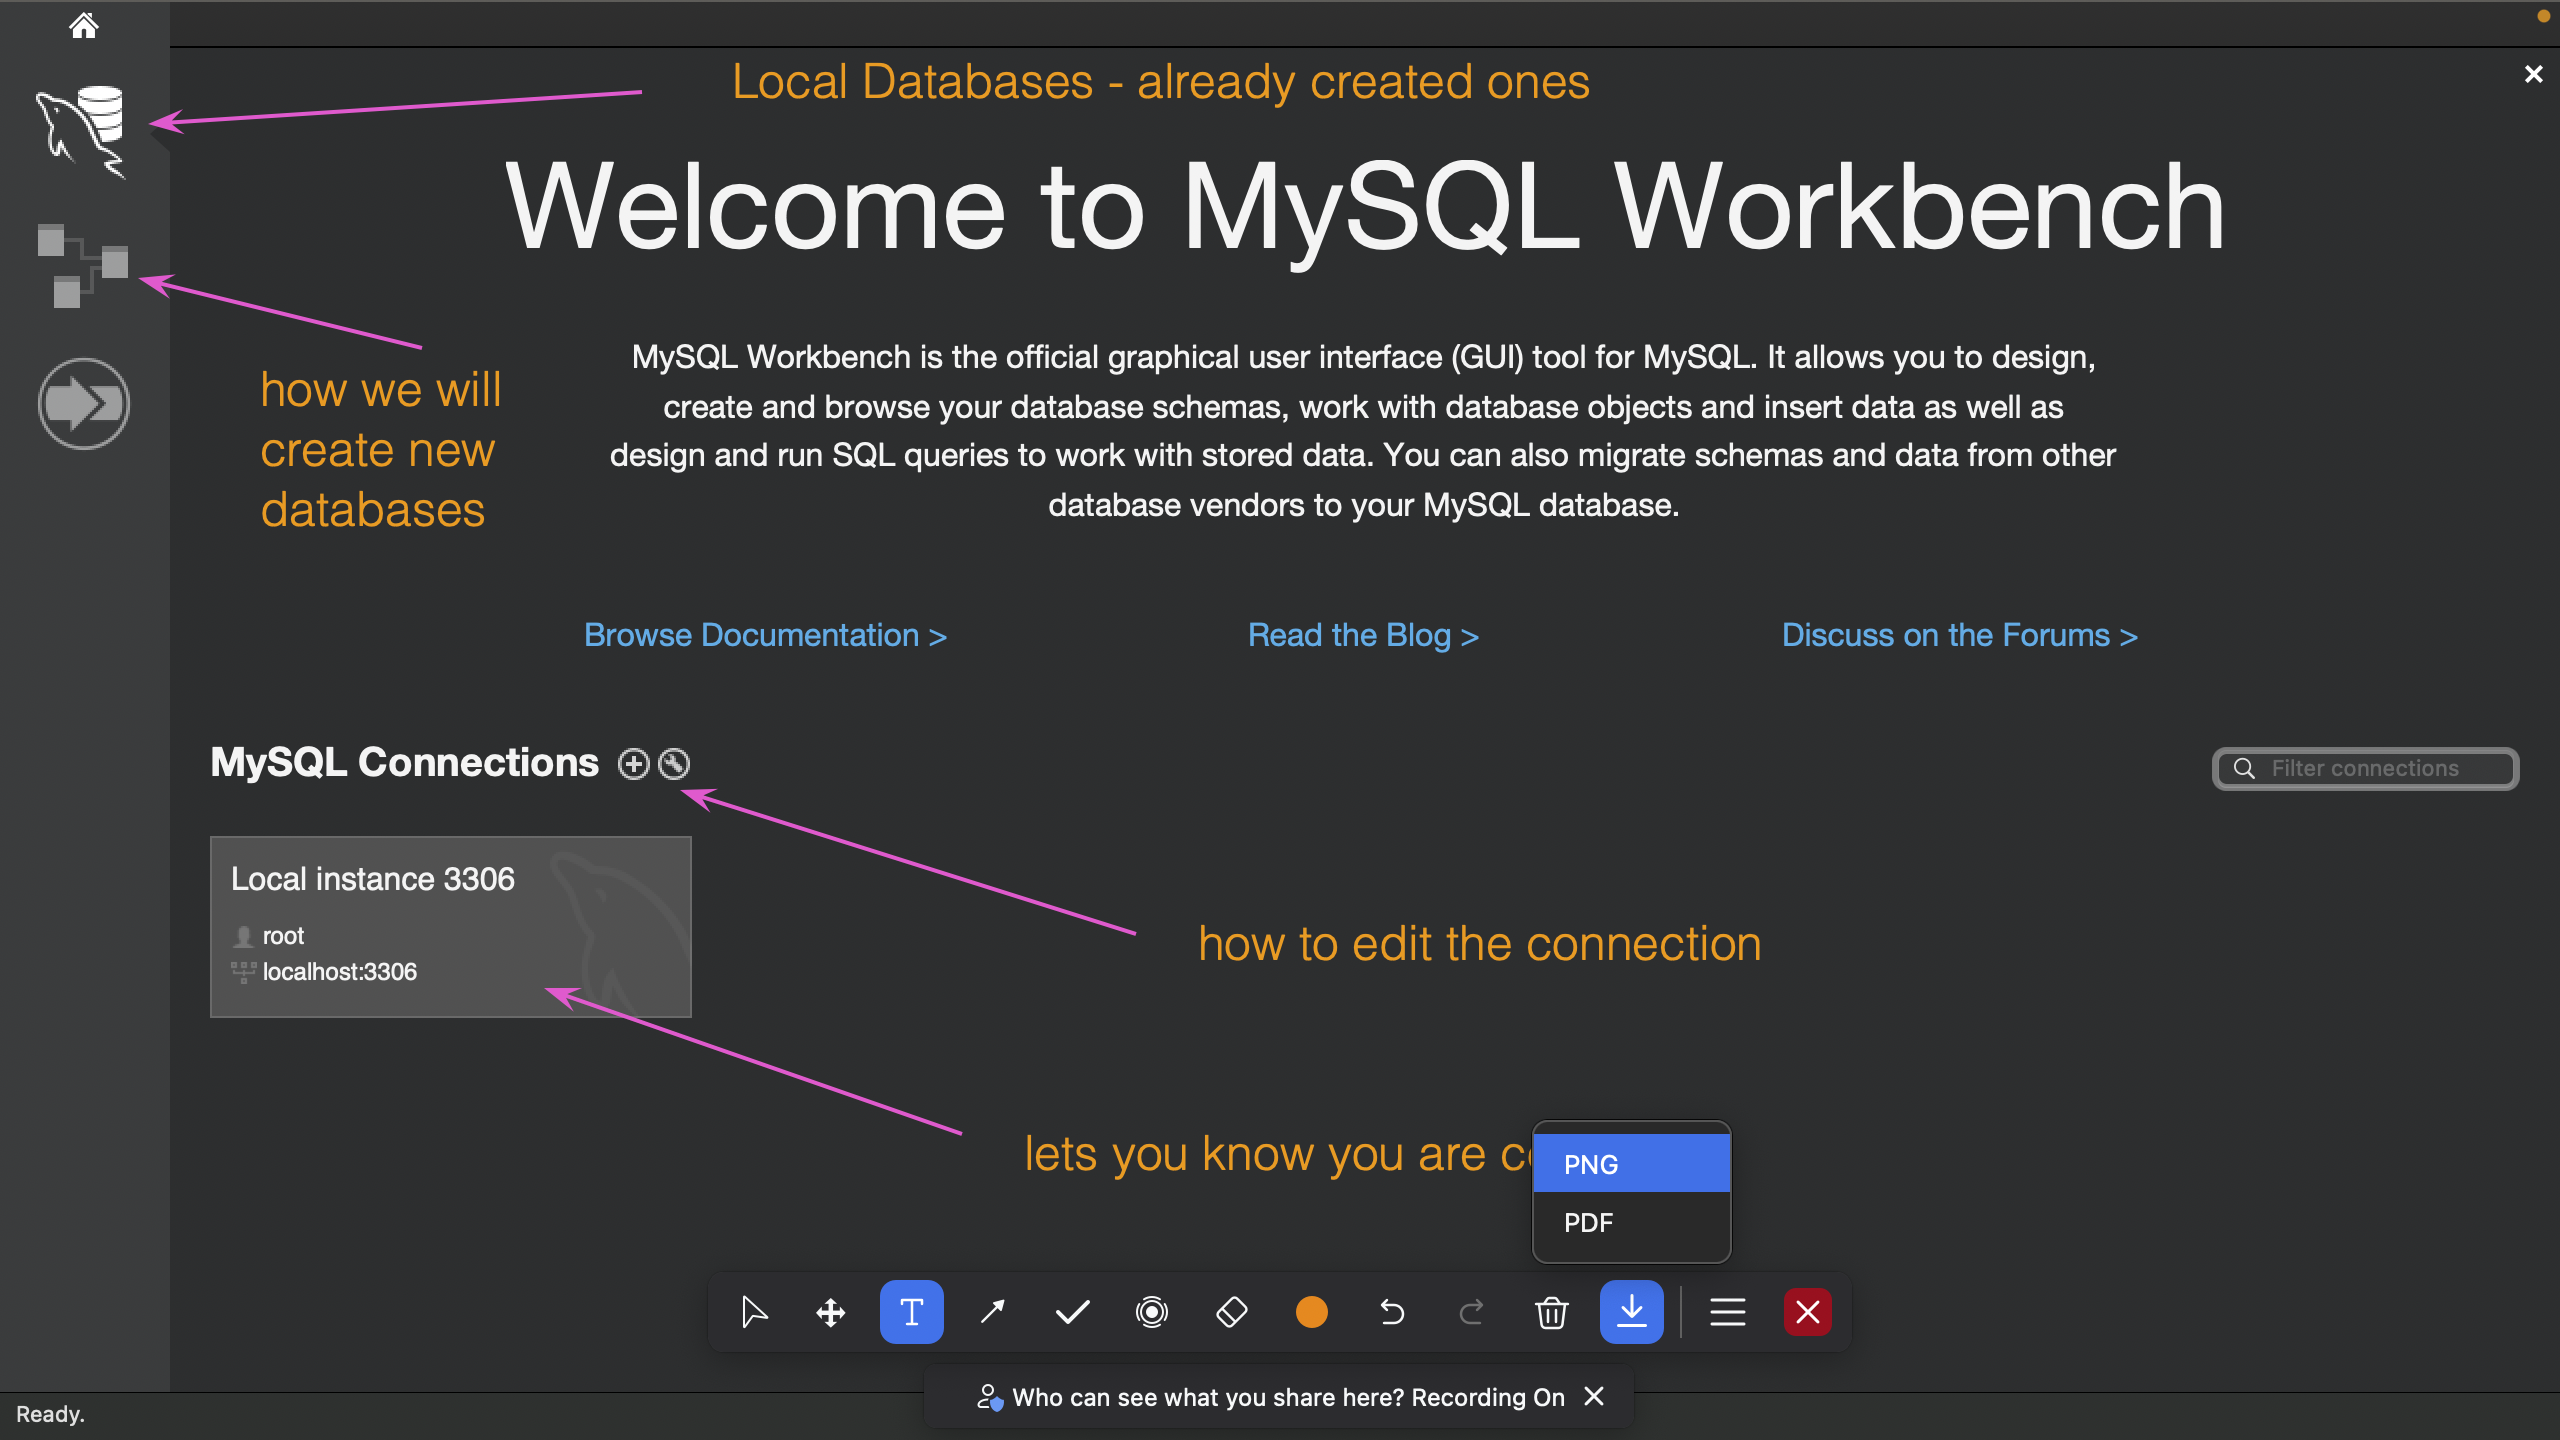 Local Databases - already created ones
Welcome to MySQL Workbench
MySQL Workbench is the official graphical user interface (GUI) tool for MySQL. It allows you to design,
create and browse your database schemas, work with database objects and insert data as well as
design and run SQL queries to work with stored data. You can also migrate schemas and data from other
database vendors to your MySQL database.
how we will
create new
databases
Browse Documentation >
Read the Blog >
Discuss on the Forums >
MySQL Connections
Filter connections
Local instance 3306
root
localhost:3306
how to edit the connection
lets you know you are
PNG
PDF
T
Who can see what you share here? Recording On
Ready.